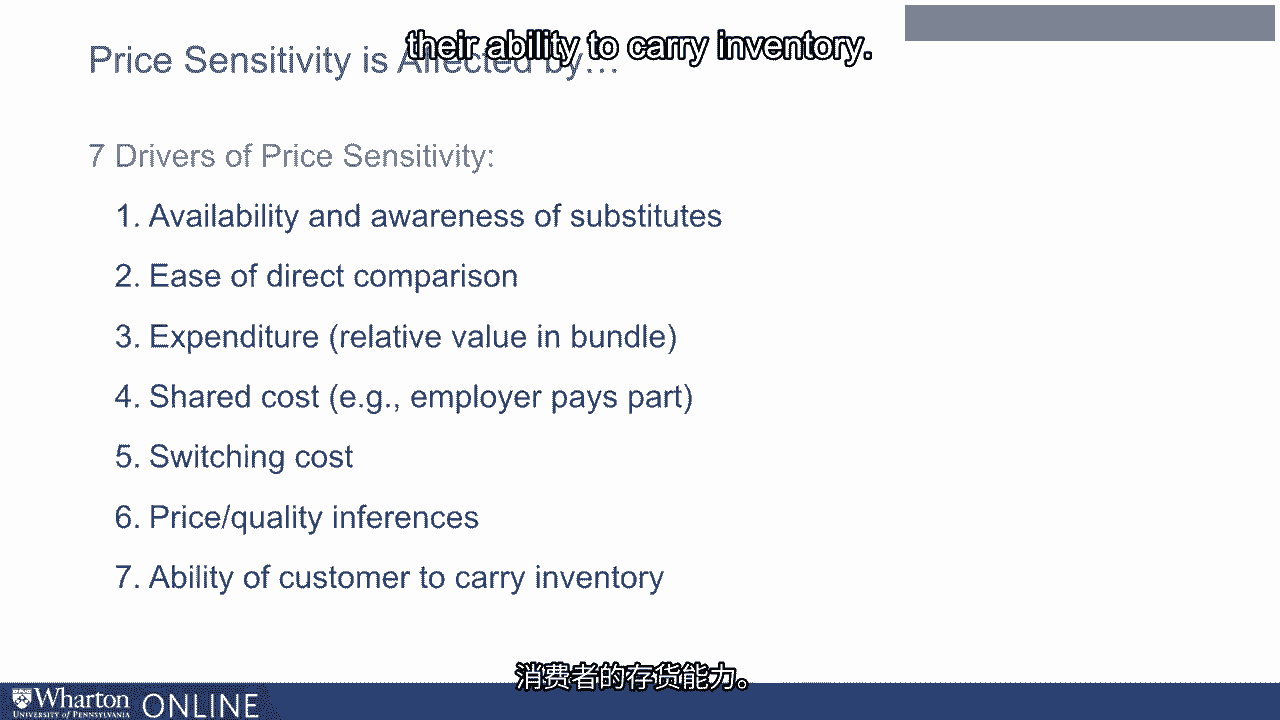 their ability to carry inventory.
Price Sensitivity is Affected by…
7 Drivers of Price Sensitivity:
1. Availability and awareness of substitutes
2. Ease of direct comparison
3. Expenditure (relative value in bundle)
4. Shared cost (e.g., employer pays part)
5. Switching cost
6. Price/quality inferences
7. Ability of customer to carry inventory
消费者的存货能力。
Wharton ONLINE
UNIVERSITY of PENNSYLVANIA